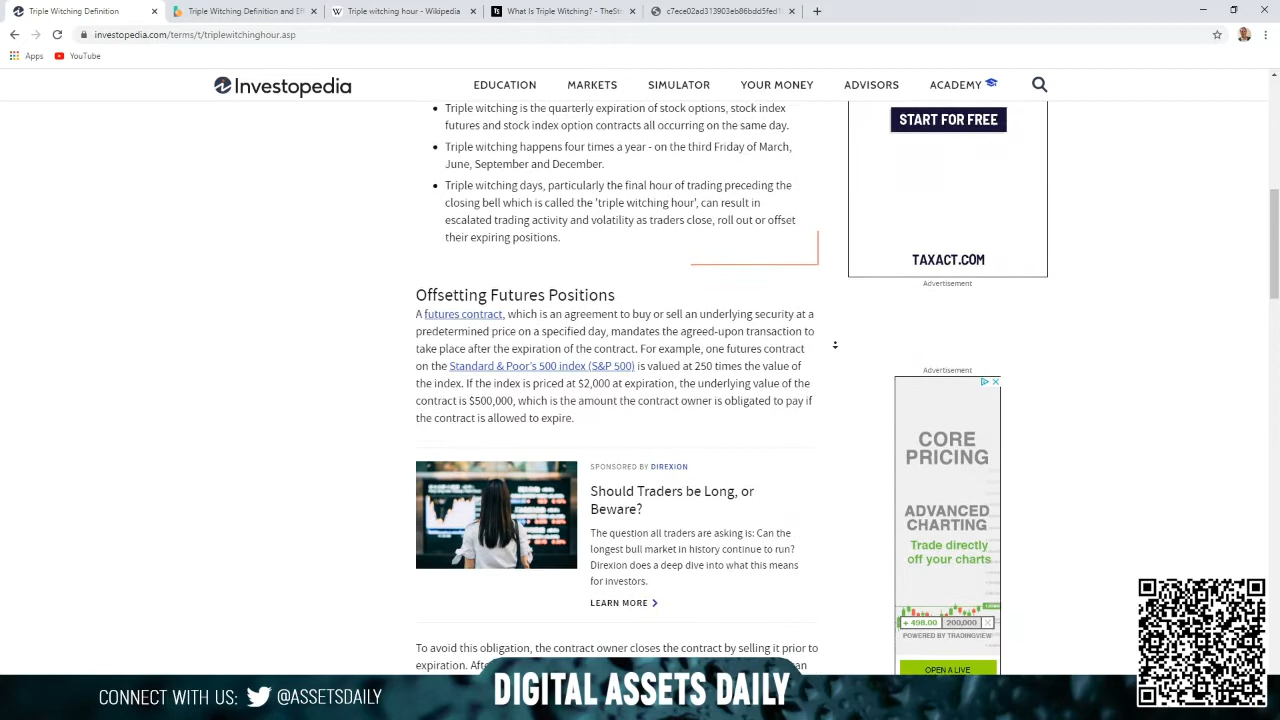 Triple Witching Definition
Triple Witching Definition and Ef
Triple witching hour - Wikipedia
What Is Triple Witching? - TheStr
c7ece02ad313903eb86bdd5fed1
investopedia.com/terms/t/triplewitchinghour.asp
Apps
YouTube
Investopedia
EDUCATION
MARKETS
SIMULATOR
YOUR MONEY
ADVISORS
ACADEMY
Triple witching is the quarterly expiration of stock options, stock index
futures and stock index option contracts all occurring on the same day.
Triple witching happens four times a year - on the third Friday of March,
June, September and December.
Triple witching days, particularly the final hour of trading preceding the
closing bell which is called the 'triple witching hour', can result in
escalated trading activity and volatility as traders close, roll out or offset
their expiring positions.
START FOR FREE
TAXACT.COM
Advertisement
Offsetting Futures Positions
A futures contract, which is an agreement to buy or sell an underlying security at a
predetermined price on a specified day, mandates the agreed-upon transaction to
take place after the expiration of the contract. For example, one futures contract
on the Standard & Poor's 500 index (S&P 500) is valued at 250 times the value of
the index. If the index is priced at $2,000 at expiration, the underlying value of the
contract is $500,000, which is the amount the contract owner is obligated to pay if
the contract is allowed to expire.
SPONSORED BY DIREXION
Should Traders be Long, or
Beware?
The question all traders are asking is: Can the
longest bull market in history continue to run?
Direxion does a deep dive into what this means
for investors.
LEARN MORE
Advertisement
CORE
PRICING
ADVANCED
CHARTING
Trade directly
off your charts
+ 498.00
200,000
POWERED BY TRADINGVIEW
OPEN A LIVE
To avoid this obligation, the contract owner closes the contract by selling it prior to
expiration.
CONNECT WITH US: @ASSETSDAILY
DIGITAL ASSETS DAILY